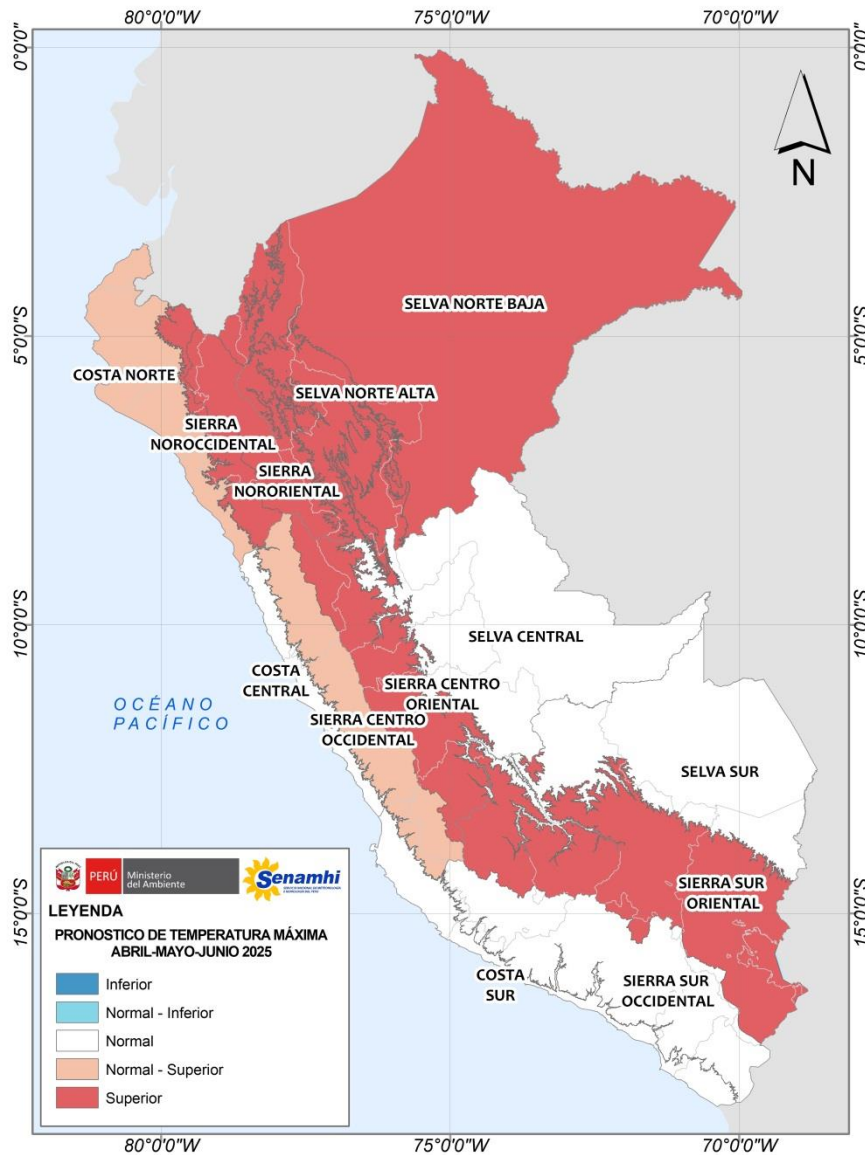 80°0'0"W
75°0'0"W
70°0'0"W
0°0'0"
0°0'0"
N
SELVA NORTE BAJA
5°0'0"S
5°0'0"S
COSTA NORTE
SELVA NORTE ALTA
SIERRA
NOROCCIDENTAL
SIERRA
NORORIENTAL
10°0'0"S
10°0'0"S
SELVA CENTRAL
COSTA
CENTRAL
SIERRA CENTRO
ORIENTAL
OCÉANO
PACÍFICO
SIERRA CENTRO
OCCIDENTAL
SELVA SUR
SIERRA SUR
ORIENTAL
15°0'0"S
15°0'0"S
COSTA
SUR
SIERRA SUR
OCCIDENTAL
PERÚ
Ministerio
del Ambiente
Senamhi
LEYENDA
PRONOSTICO DE TEMPERATURA MÁXIMA
ABRIL-MAYO-JUNIO 2025
Inferior
Normal - Inferior
Normal
Normal - Superior
Superior
80°0'0"W
75°0'0"W
70°0'0"W